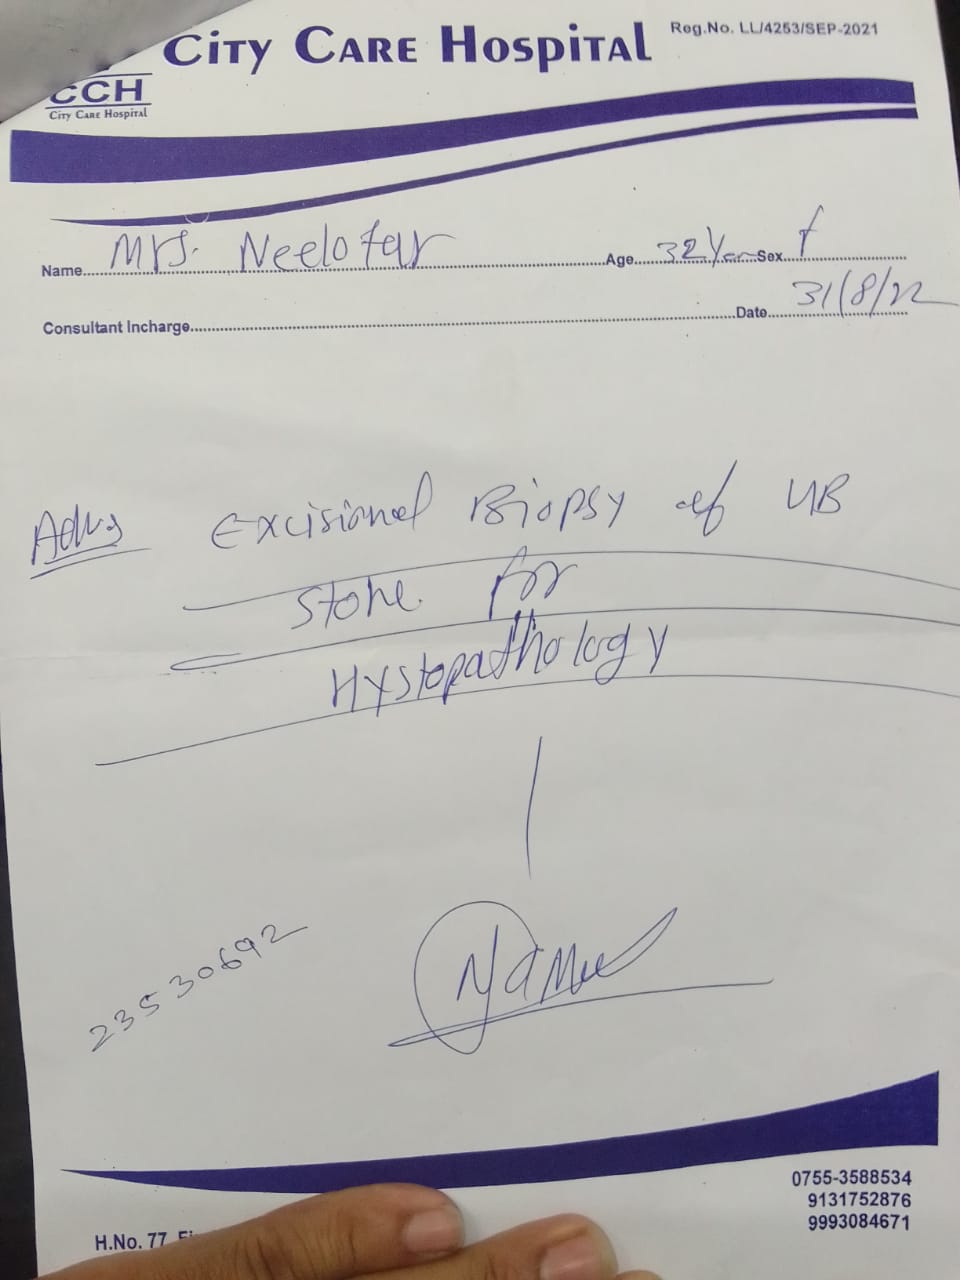 City Care Hospital
Reg.No. LL/4253/SEP-2021
CCH
City Care Hospital
Name Mrs. Neelofar Age 32 Year Sex f
Consultant Incharge Date 31/8/22
Adv
Excisional Biopsy of UB
stone for
Hystopathology
23530692
0755-3588534
9131752876
9993084671
H.No. 77